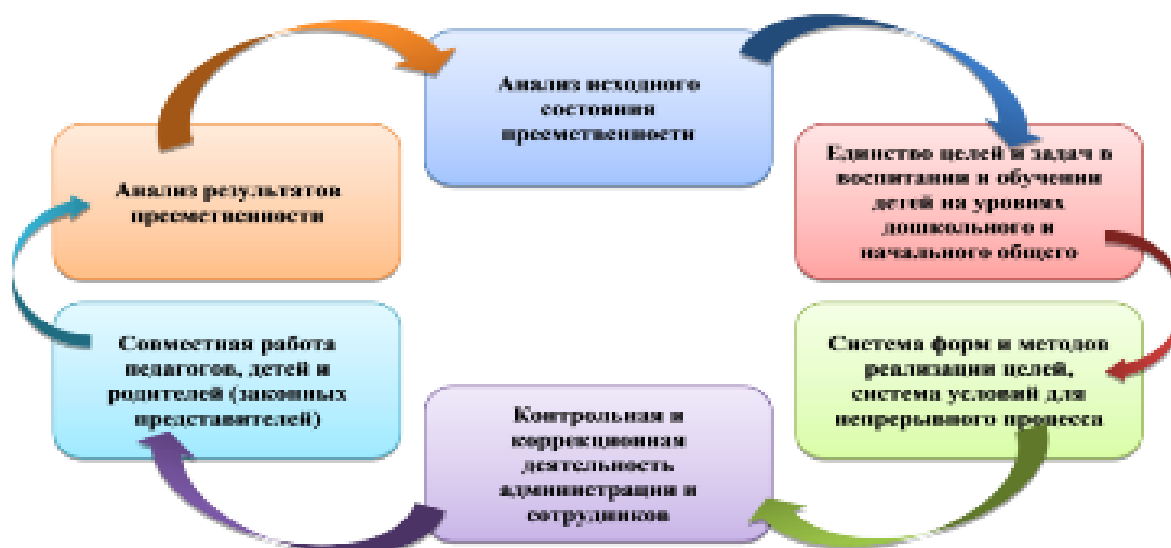 Анализ исходного
состояния
преемственности
Единство целей и задач в
воспитании и обучении
детей на уровнях
дошкольного и
начального общего
Система форм и методов
реализации целей,
система условий для
непрерывного процесса
Контрольная и
коррекционная
деятельность
администрации и
сотрудников
Совместная работа
педагогов, детей и
родителей (законных
представителей)
Анализ результатов
преемственности